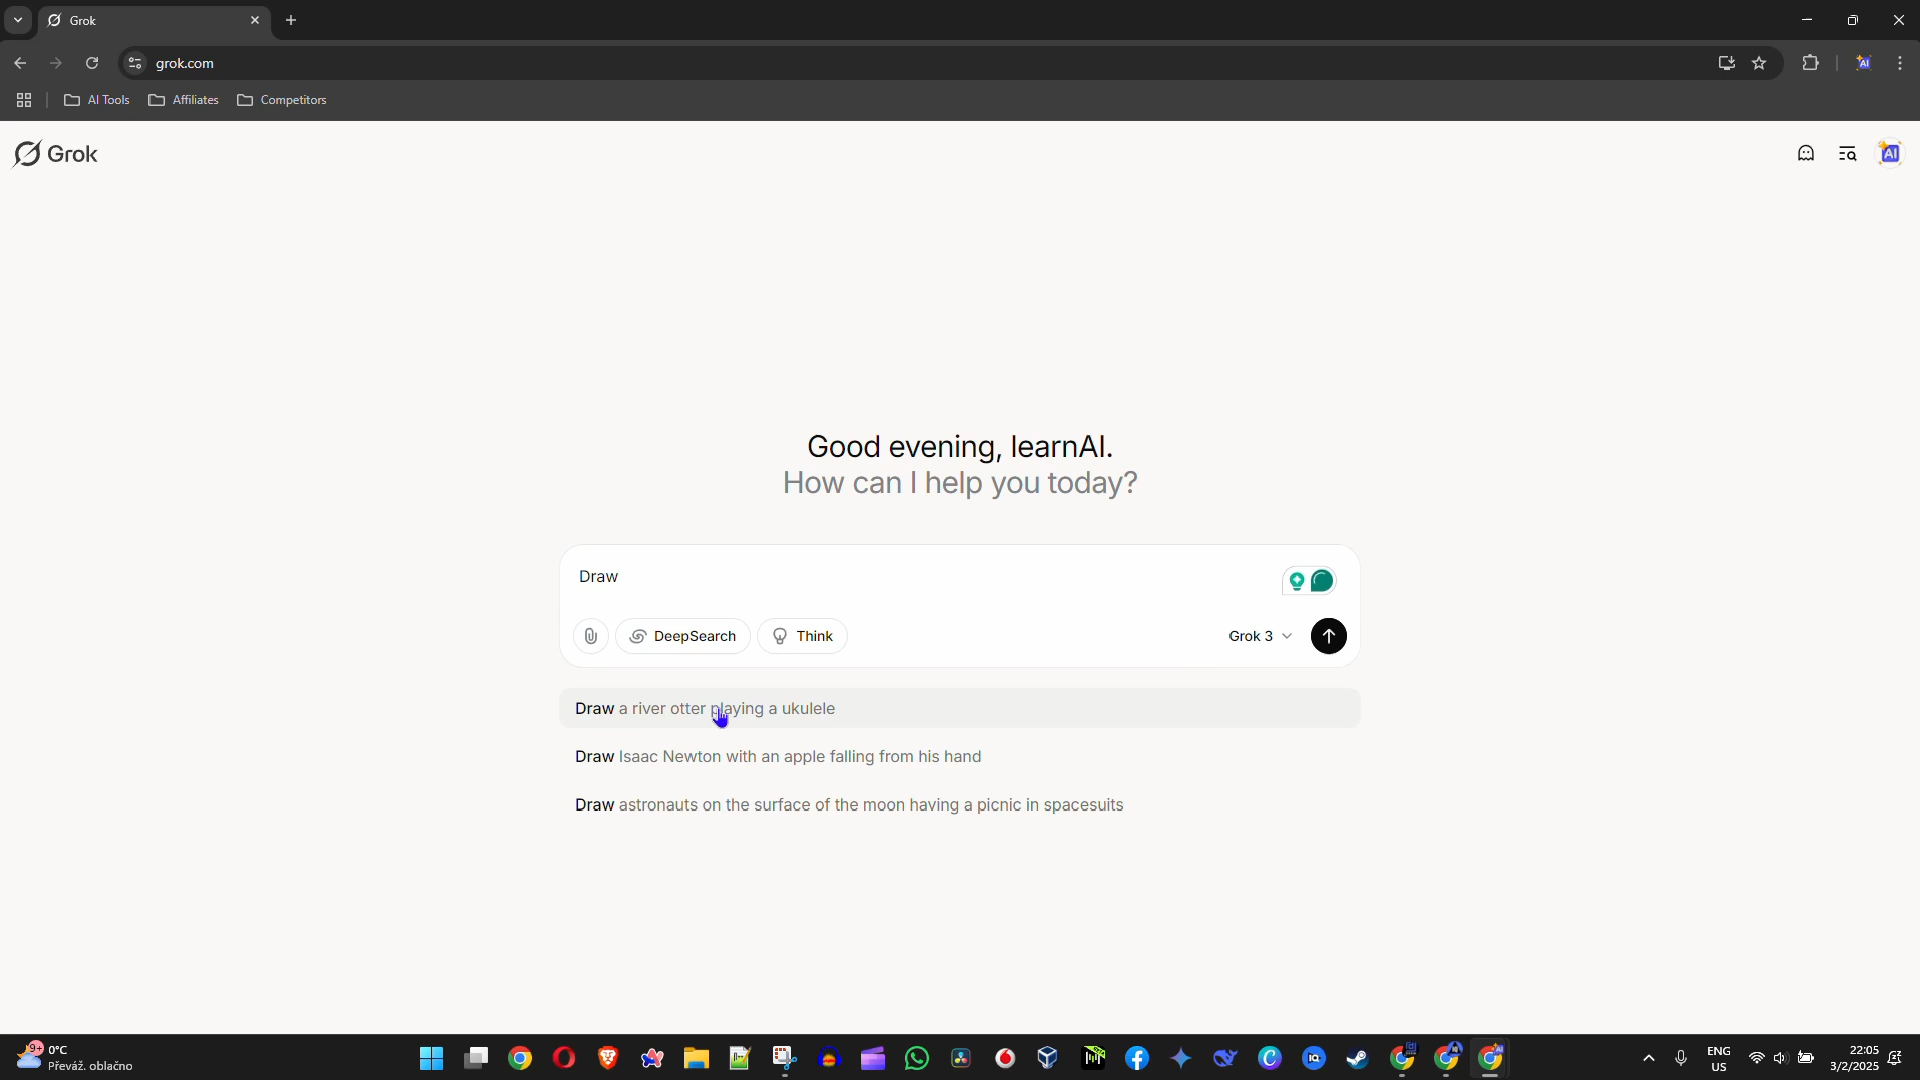 Grok
grok.com
AI Tools
Affiliates
Competitors
Grok
AI
Good evening, learnAI.
How can I help you today?
Draw
DeepSearch
Think
Grok 3
Draw a river otter playing a ukulele
Draw Isaac Newton with an apple falling from his hand
Draw astronauts on the surface of the moon having a picnic in spacesuits
9+
0°C
Převáž. oblačno
ENG
US
22:05
3/2/2025